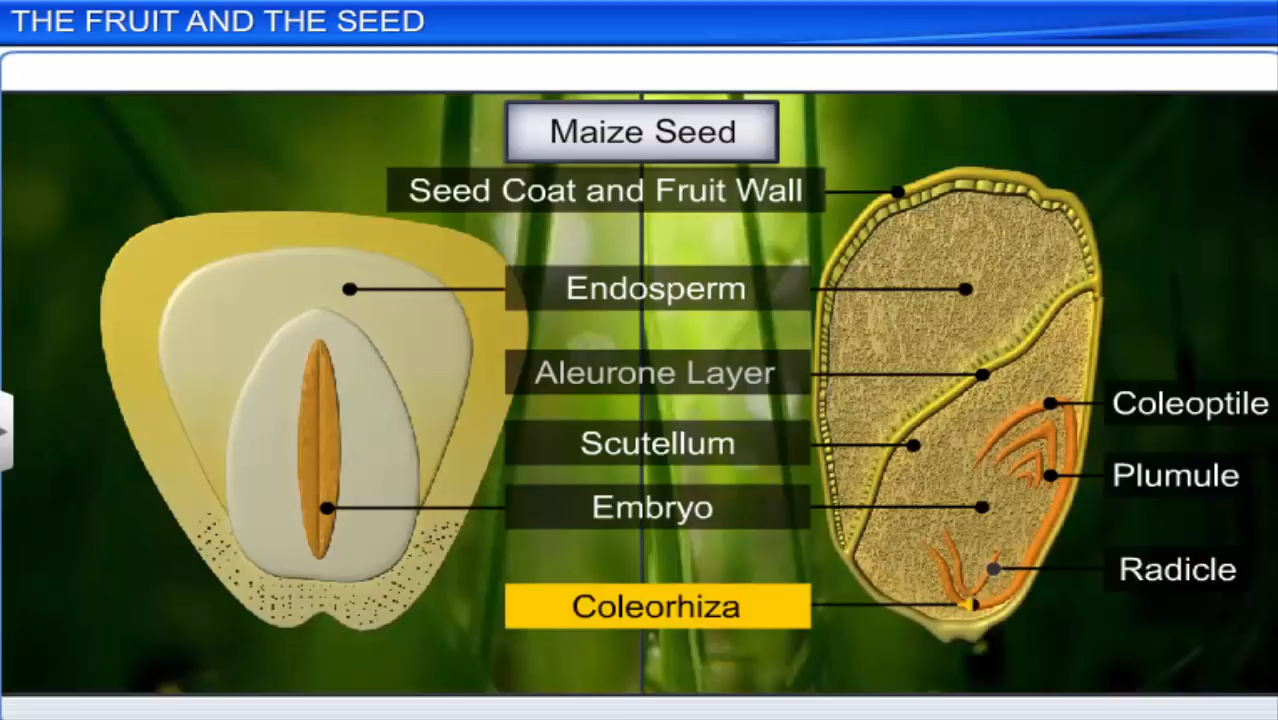 THE FRUIT AND THE SEED
Maize Seed
Seed Coat and Fruit Wall
Endosperm
Aleurone Layer
Scutellum
Embryo
Coleorhiza
Coleoptile
Plumule
Radicle